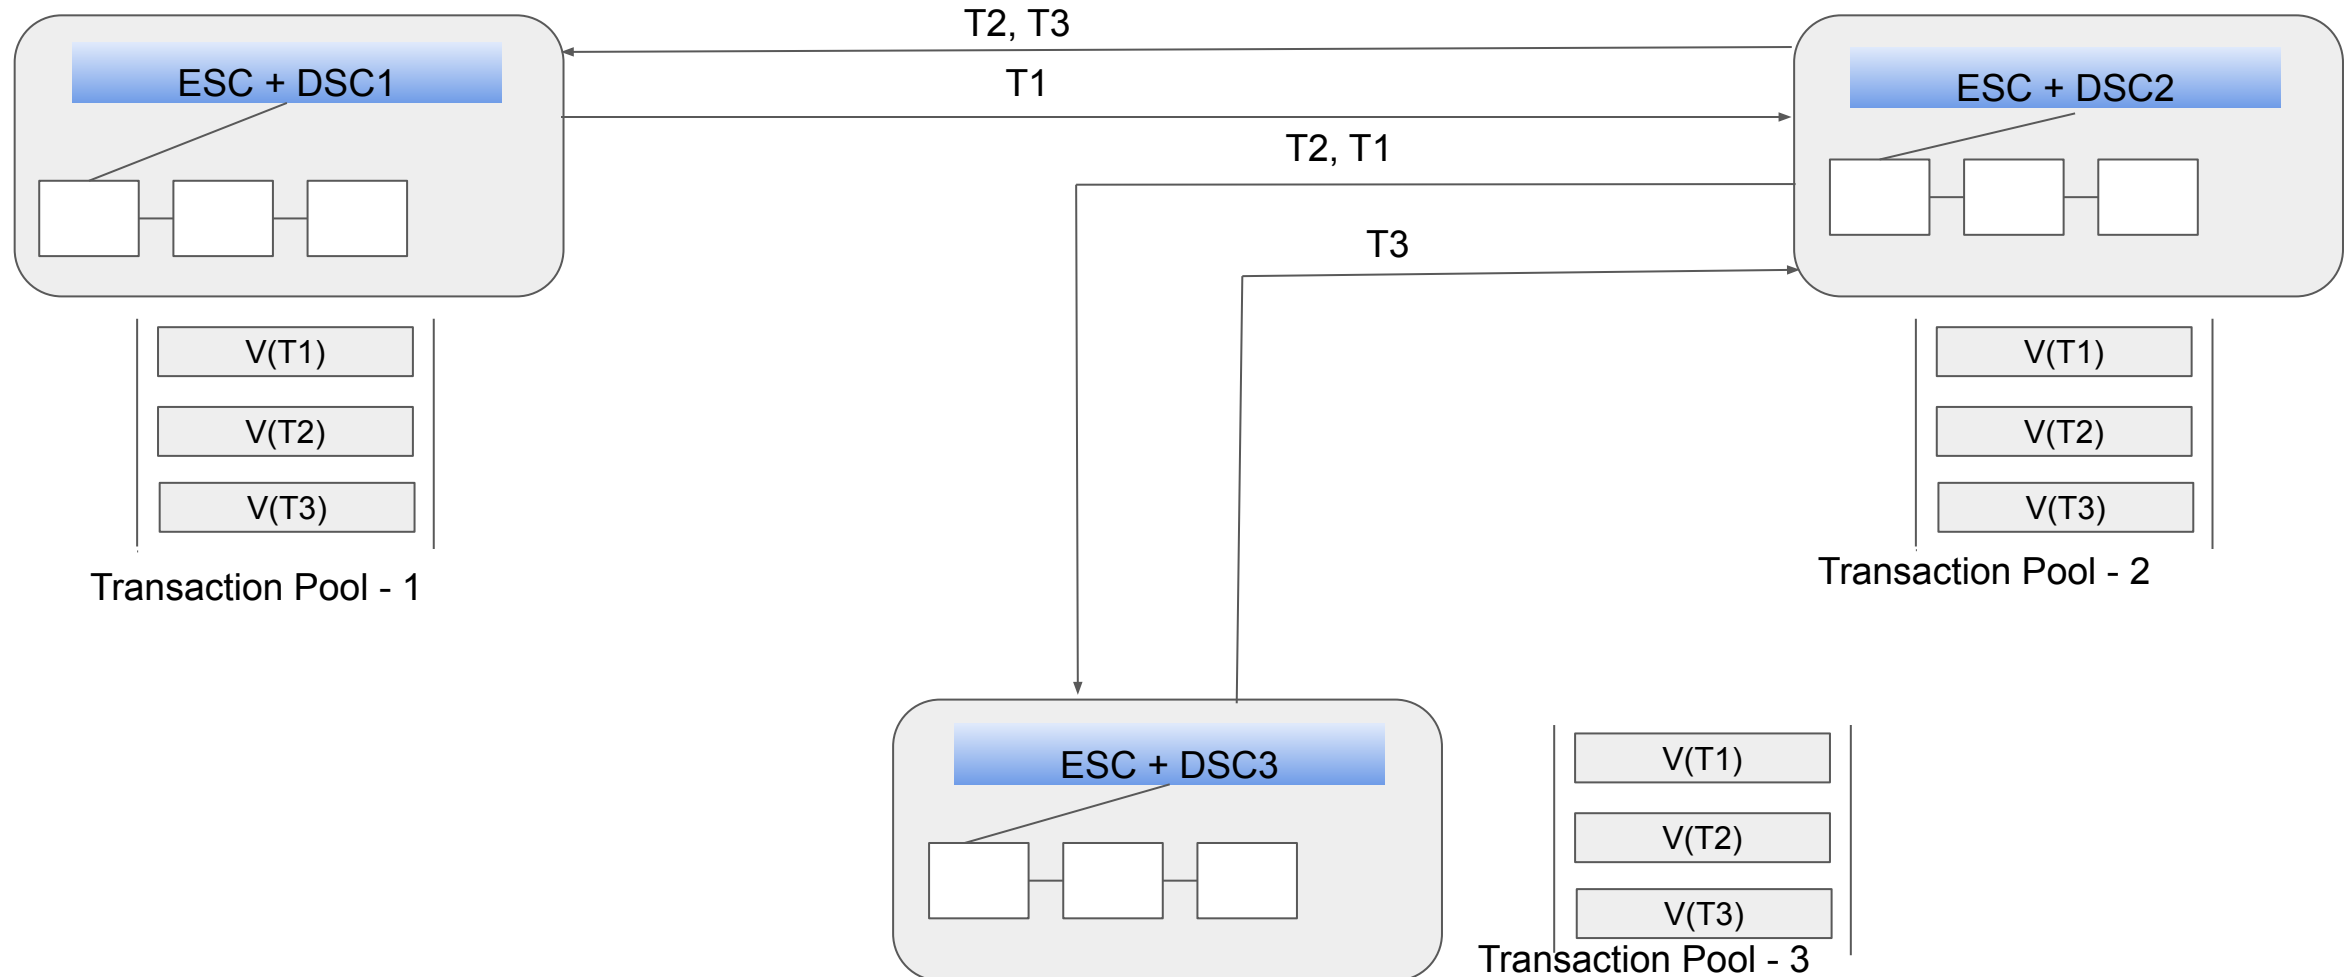 T2, T3
ESC + DSC1
T1
ESC + DSC2
T2, T1
T3
V(T1)
V(T2)
V(T3)
Transaction Pool - 1
V(T1)
V(T2)
V(T3)
Transaction Pool - 2
ESC + DSC3
V(T1)
V(T2)
V(T3)
Transaction Pool - 3